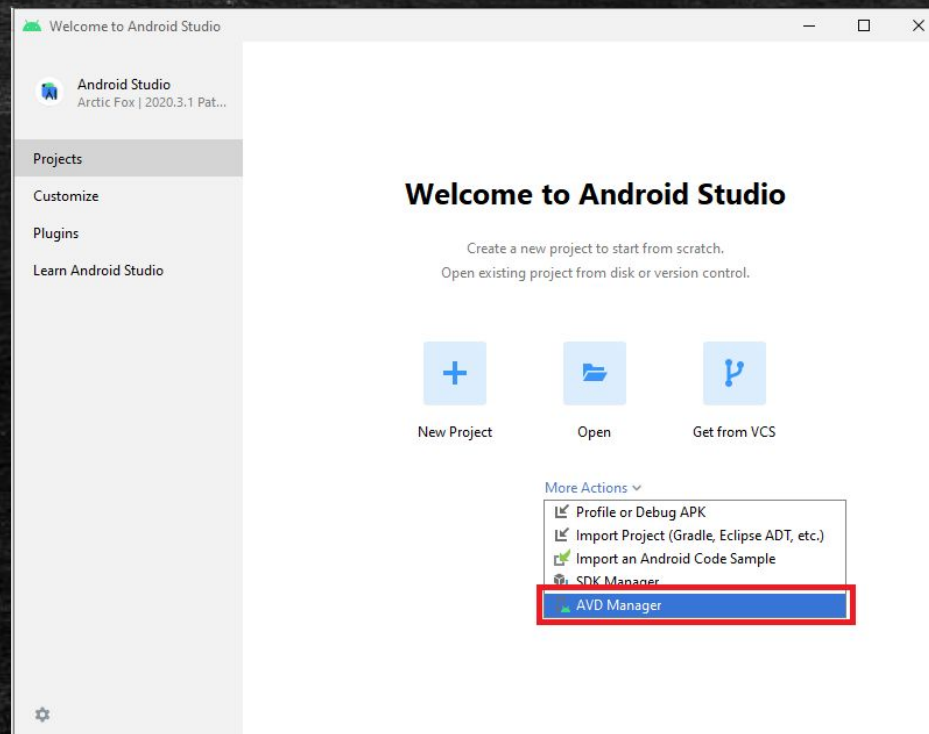 Welcome to Android Studio
Android Studio
Arctic Fox | 2020.3.1 Pat...
Projects
Customize
Plugins
Learn Android Studio
Welcome to Android Studio
Create a new project to start from scratch.
Open existing project from disk or version control.
New Project
Open
Get from VCS
More Actions
Profile or Debug APK
Import Project (Gradle, Eclipse ADT, etc.)
Import an Android Code Sample
SDK Manager
AVD Manager